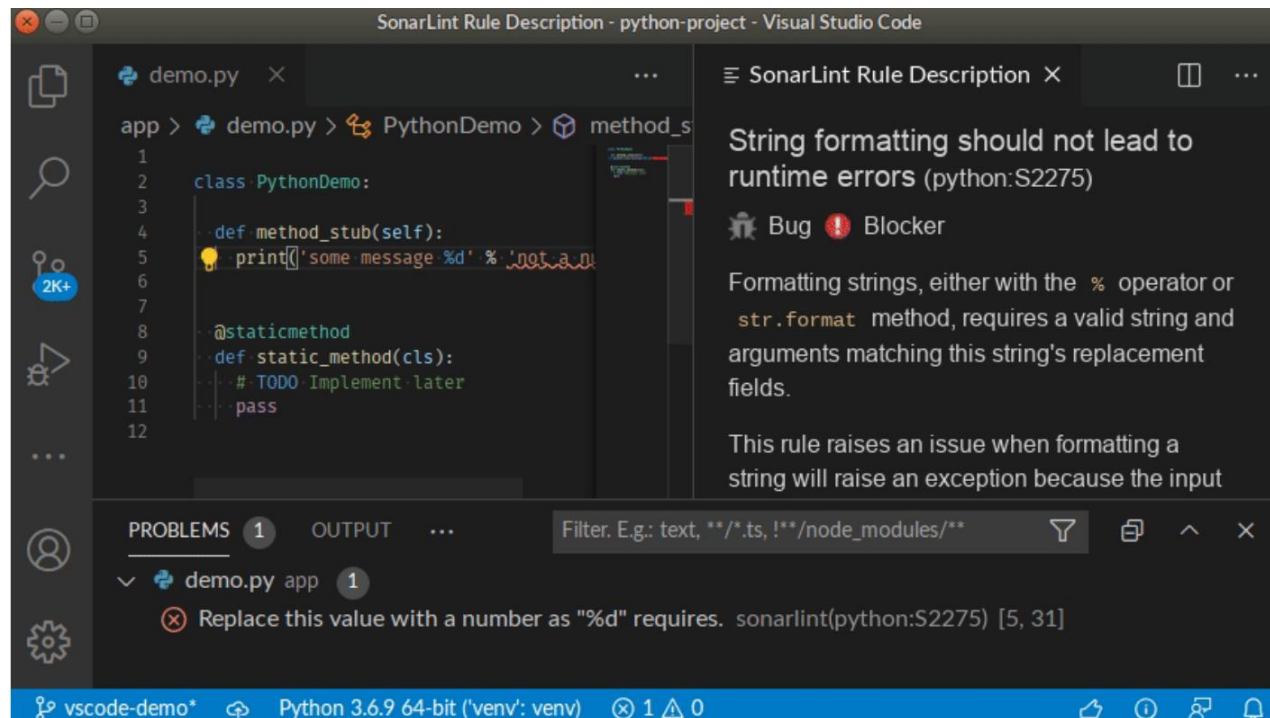 SonarLint Rule Description - python-project - Visual Studio Code
demo.py
SonarLint Rule Description
app > demo.py > PythonDemo > method_s
1
2 class PythonDemo:
3
4 def method_stub(self):
5 print('some message %d' % 'not a nu
6
7
8 @staticmethod
9 def static_method(cls):
10 # TODO Implement later
11 pass
12
String formatting should not lead to
runtime errors (python:S2275)
Bug Blocker
Formatting strings, either with the % operator or
str.format method, requires a valid string and
arguments matching this string's replacement
fields.
This rule raises an issue when formatting a
string will raise an exception because the input
2K+
PROBLEMS 1 OUTPUT ... Filter. E.g.: text, **/*.ts, !**/node_modules/**
demo.py app 1
Replace this value with a number as "%d" requires. sonarlint(python:S2275) [5, 31]
vscode-demo* Python 3.6.9 64-bit ('venv': venv) 1 0